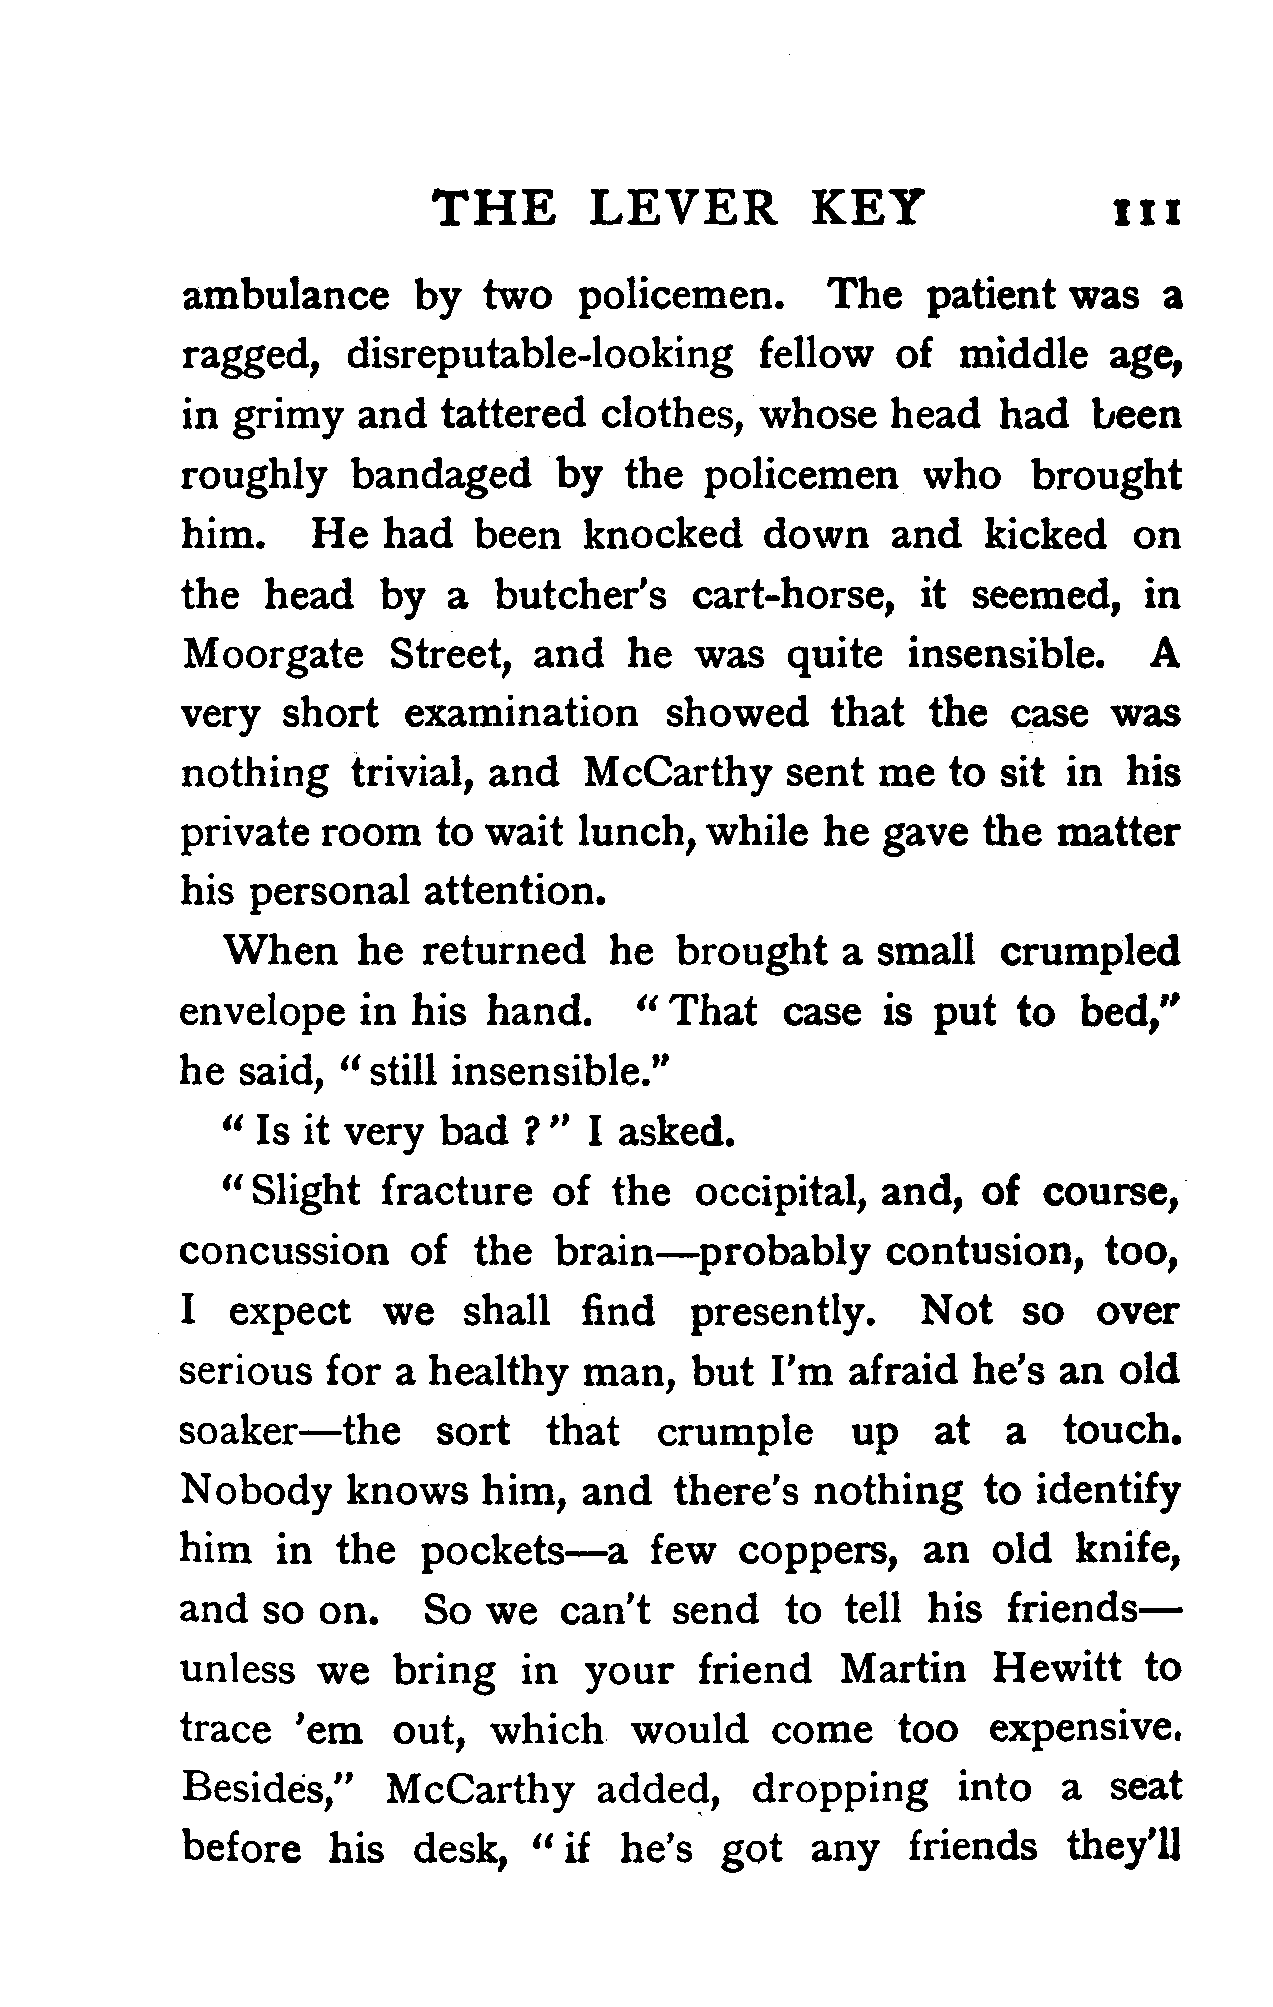 THE LEVER KEY 111
ambulance by two policemen. The patient was a
ragged, disreputable-looking fellow of middle age,
in grimy and tattered clothes, whose head had been
roughly bandaged by the policemen who brought
him. He had been knocked down and kicked on
the head by a butcher's cart-horse, it seemed, in
Moorgate Street, and he was quite insensible. A
very short examination showed that the case was
nothing trivial, and McCarthy sent me to sit in his
private room to wait lunch, while he gave the matter
his personal attention.
When he returned he brought a small crumpled
envelope in his hand. "That case is put to bed,"
he said, "still insensible."
"Is it very bad?" I asked.
"Slight fracture of the occipital, and, of course,
concussion of the brain—probably contusion, too,
I expect we shall find presently. Not so over
serious for a healthy man, but I'm afraid he's an old
soaker—the sort that crumple up at a touch.
Nobody knows him, and there's nothing to identify
him in the pockets—a few coppers, an old knife,
and so on. So we can't send to tell his friends—
unless we bring in your friend Martin Hewitt to
trace 'em out, which would come too expensive.
Besides," McCarthy added, dropping into a seat
before his desk, "if he's got any friends they'll